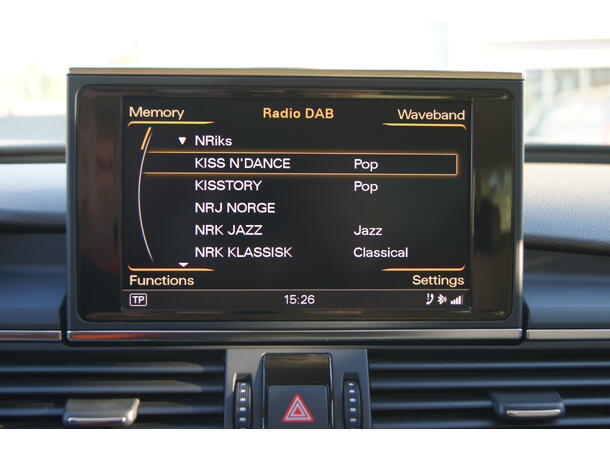 Memory Radio DAB Waveband
NRiks
KISS N'DANCE Pop
KISSTORY Pop
NRJ NORGE
NRK JAZZ Jazz
NRK KLASSISK Classical
Functions Settings
TP 15:26